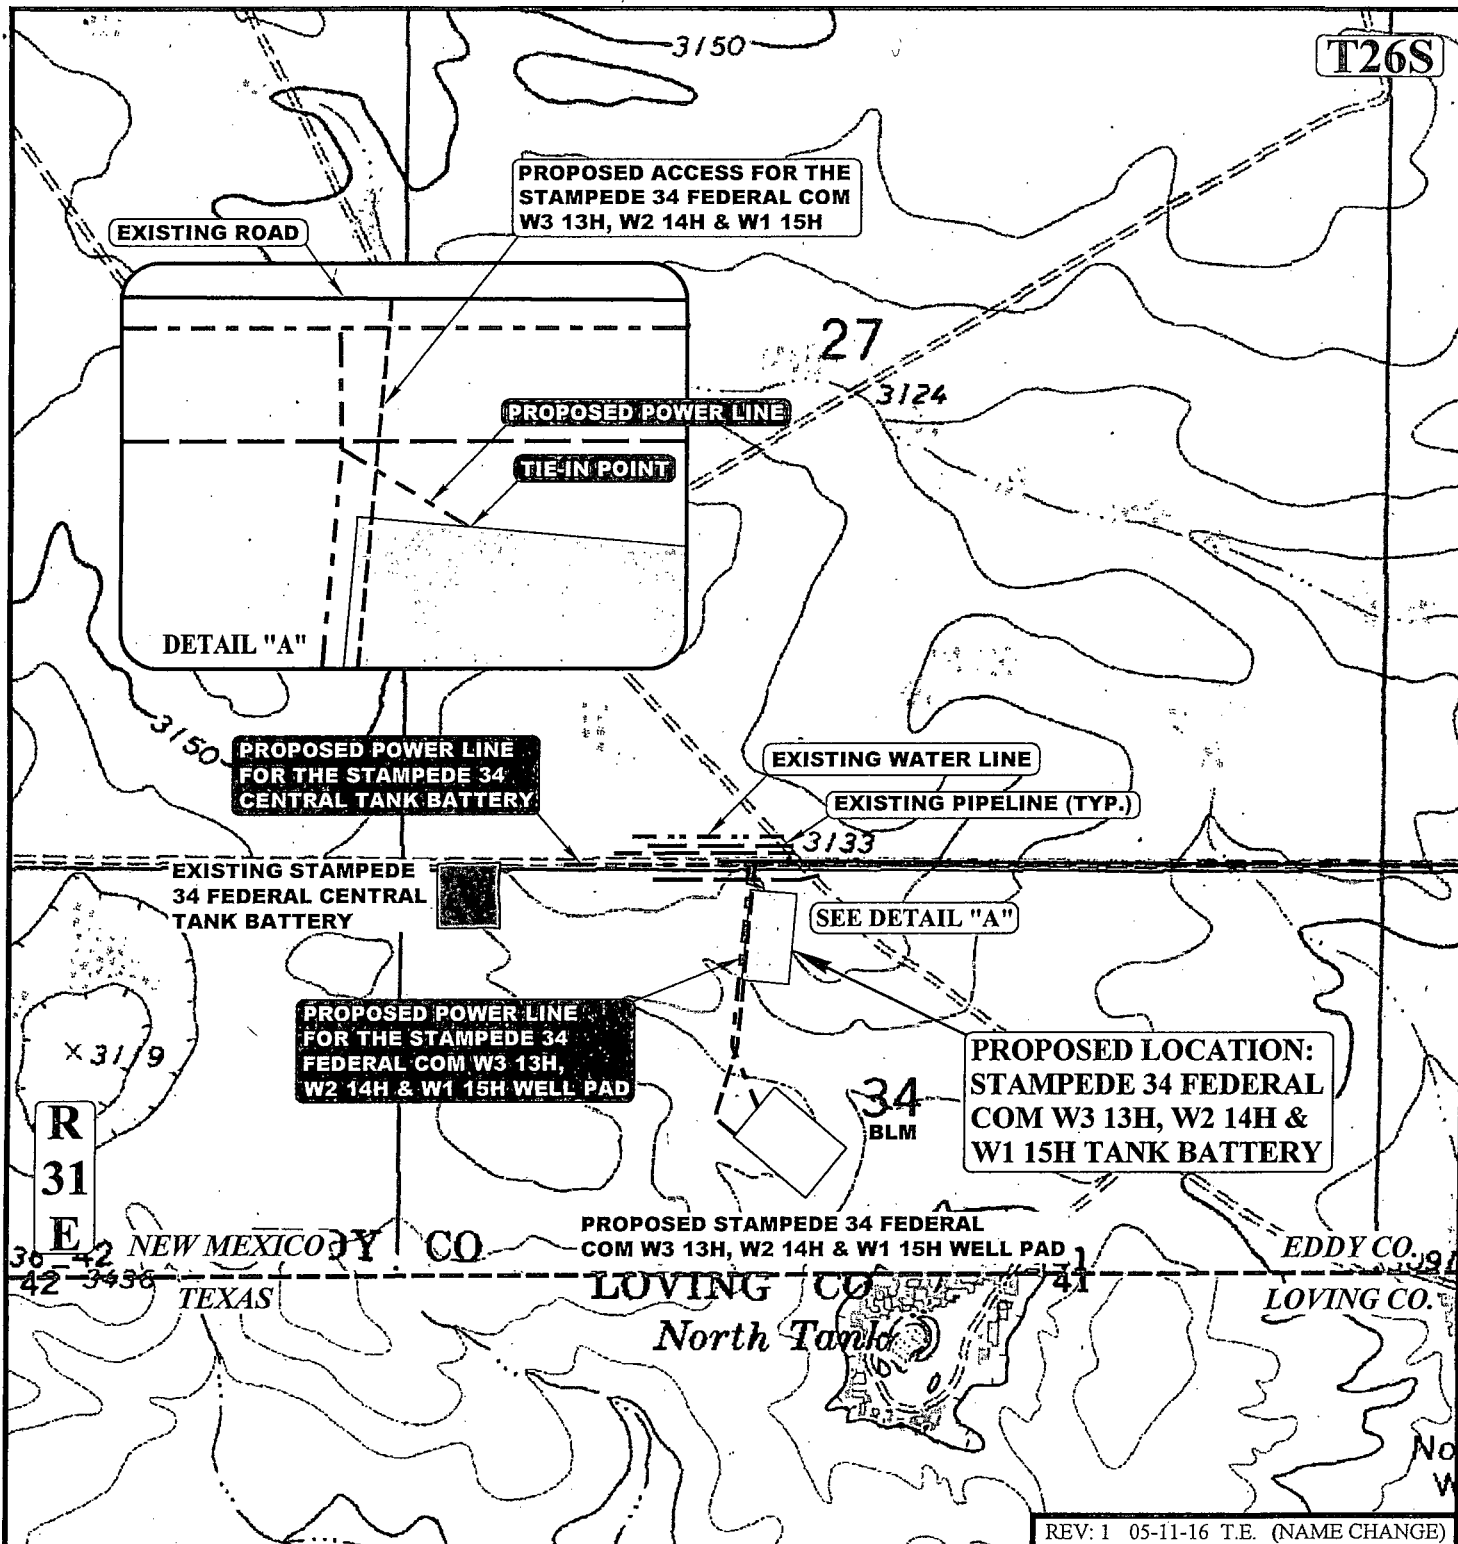 3150
T26S
PROPOSED ACCESS FOR THE
STAMPEDE 34 FEDERAL COM
W3 13H, W2 14H & W1 15H
EXISTING ROAD
27
3124
PROPOSED POWER LINE
TIE-IN POINT
DETAIL "A"
3150
PROPOSED POWER LINE
FOR THE STAMPEDE 34
CENTRAL TANK BATTERY
EXISTING WATER LINE
EXISTING PIPELINE (TYP.)
3133
EXISTING STAMPEDE
34 FEDERAL CENTRAL
TANK BATTERY
SEE DETAIL "A"
PROPOSED POWER LINE
FOR THE STAMPEDE 34
FEDERAL COM W3 13H,
W2 14H & W1 15H WELL PAD
3119
34
BLM
PROPOSED LOCATION:
STAMPEDE 34 FEDERAL
COM W3 13H, W2 14H &
W1 15H TANK BATTERY
R
31
E
PROPOSED STAMPEDE 34 FEDERAL
COM W3 13H, W2 14H & W1 15H WELL PAD
NEW MEXICO
CO
EDDY CO.
36
42
42
3436
41
TEXAS
LOVING CO
LOVING CO.
North Tank
No
W
REV: 1 05-11-16 T.E. (NAME CHANGE)